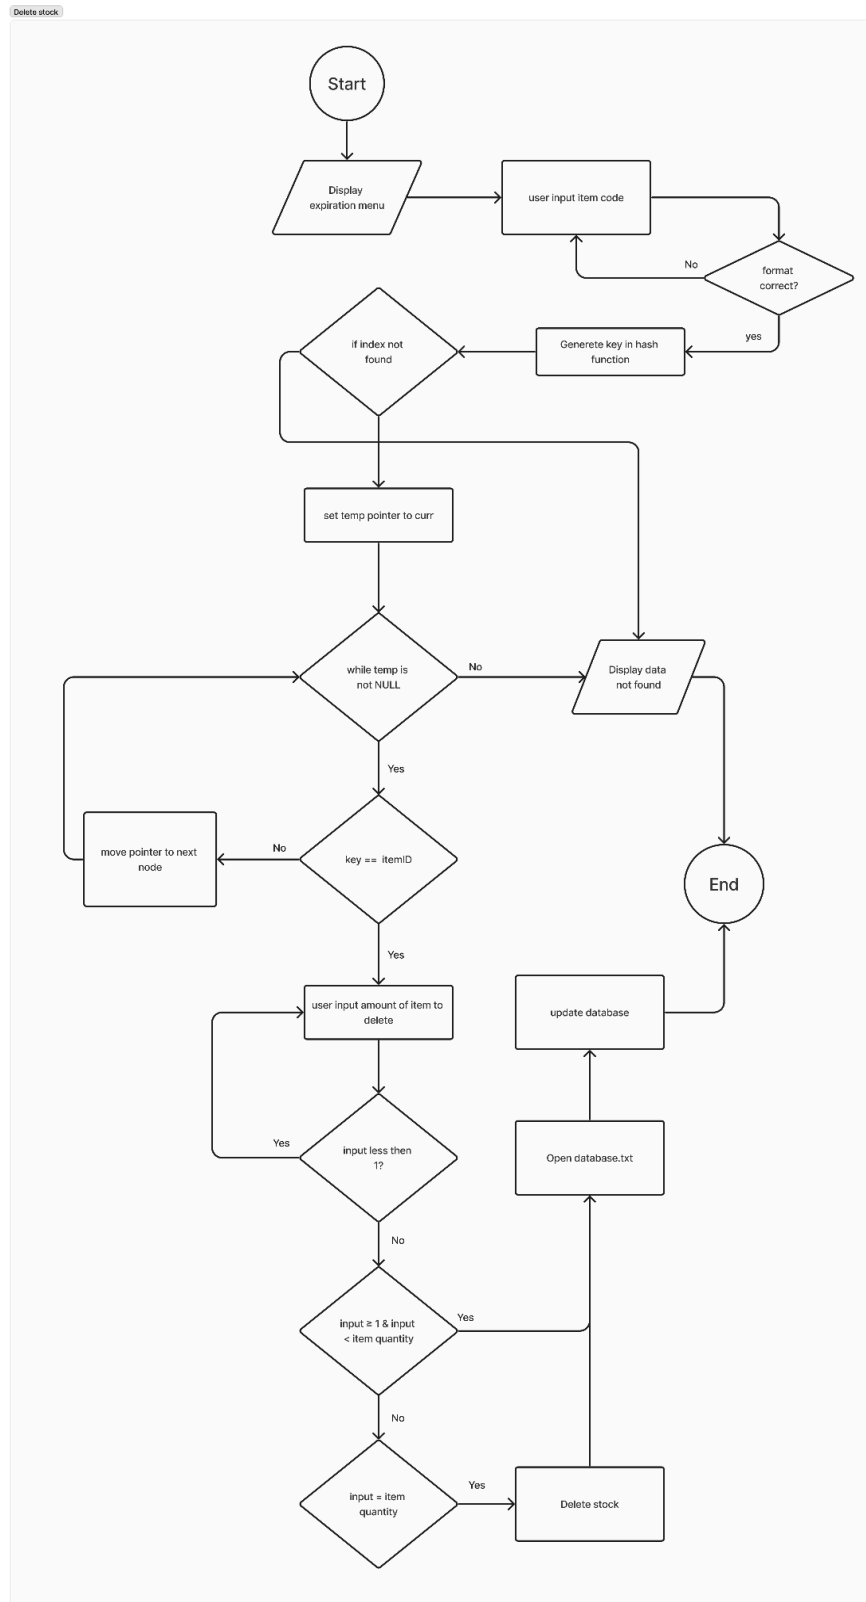 Delete stock
Start
Display
expiration menu
user input item code
No
format
correct?
yes
Generete key in hash
function
if index not
found
set temp pointer to curr
while temp is
not NULL
No
Display data
not found
Yes
move pointer to next
node
No
key == itemID
End
Yes
user input amount of item to
delete
update database
Yes
input less then
1?
Open database.txt
No
input ≥ 1 & input
< item quantity
Yes
No
input = item
quantity
Yes
Delete stock